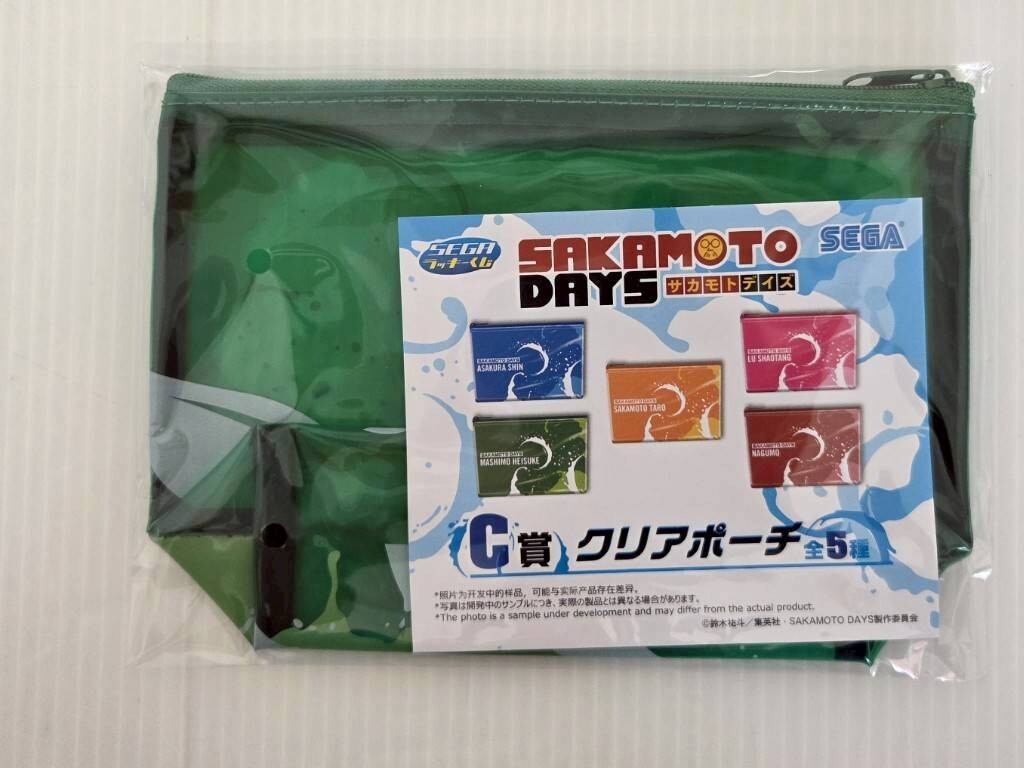 SEGA
ラッキーくじ
SAKAMOTO
DAYS サカモトデイズ
SEGA®
SAKAMOTO DAYS
ASAKURA SHIN
SAKAMOTO DAYS
LU SHAOTANG
SAKAMOTO DAYS
SAKAMOTO TARO
SAKAMOTO DAYS
MASHIMO HEISUKE
SAKAMOTO DAYS
NAGUMO
C賞 クリアポーチ 全5種
*照片为开发中的样品，可能与实际产品存在差异。
*写真は開発中のサンプルにつき、実際の製品とは異なる場合があります。
*The photo is a sample under development and may differ from the actual product.
©鈴木祐斗／集英社・SAKAMOTO DAYS製作委員会